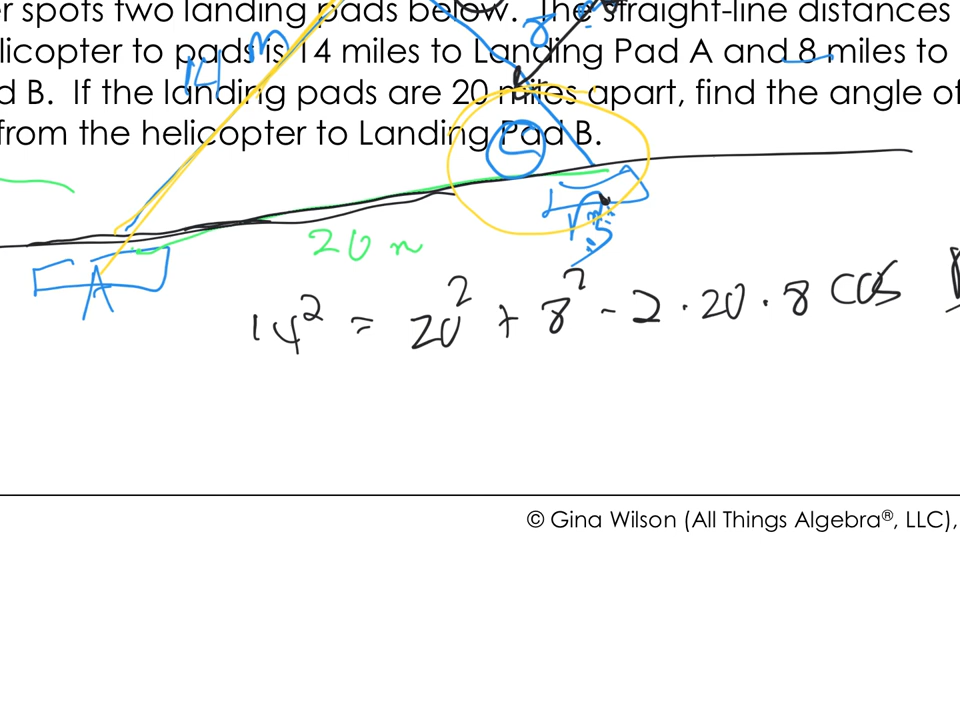 r spots two landing pads below. The straight-line distances
licopter to pads is 14 miles to Landing Pad A and 8 miles to
d B. If the landing pads are 20 miles apart, find the angle of
from the helicopter to Landing Pad B.
14 m
8
20 m
A
14² = 20² + 8² - 2 · 20 · 8 cos
© Gina Wilson (All Things Algebra®, LLC),